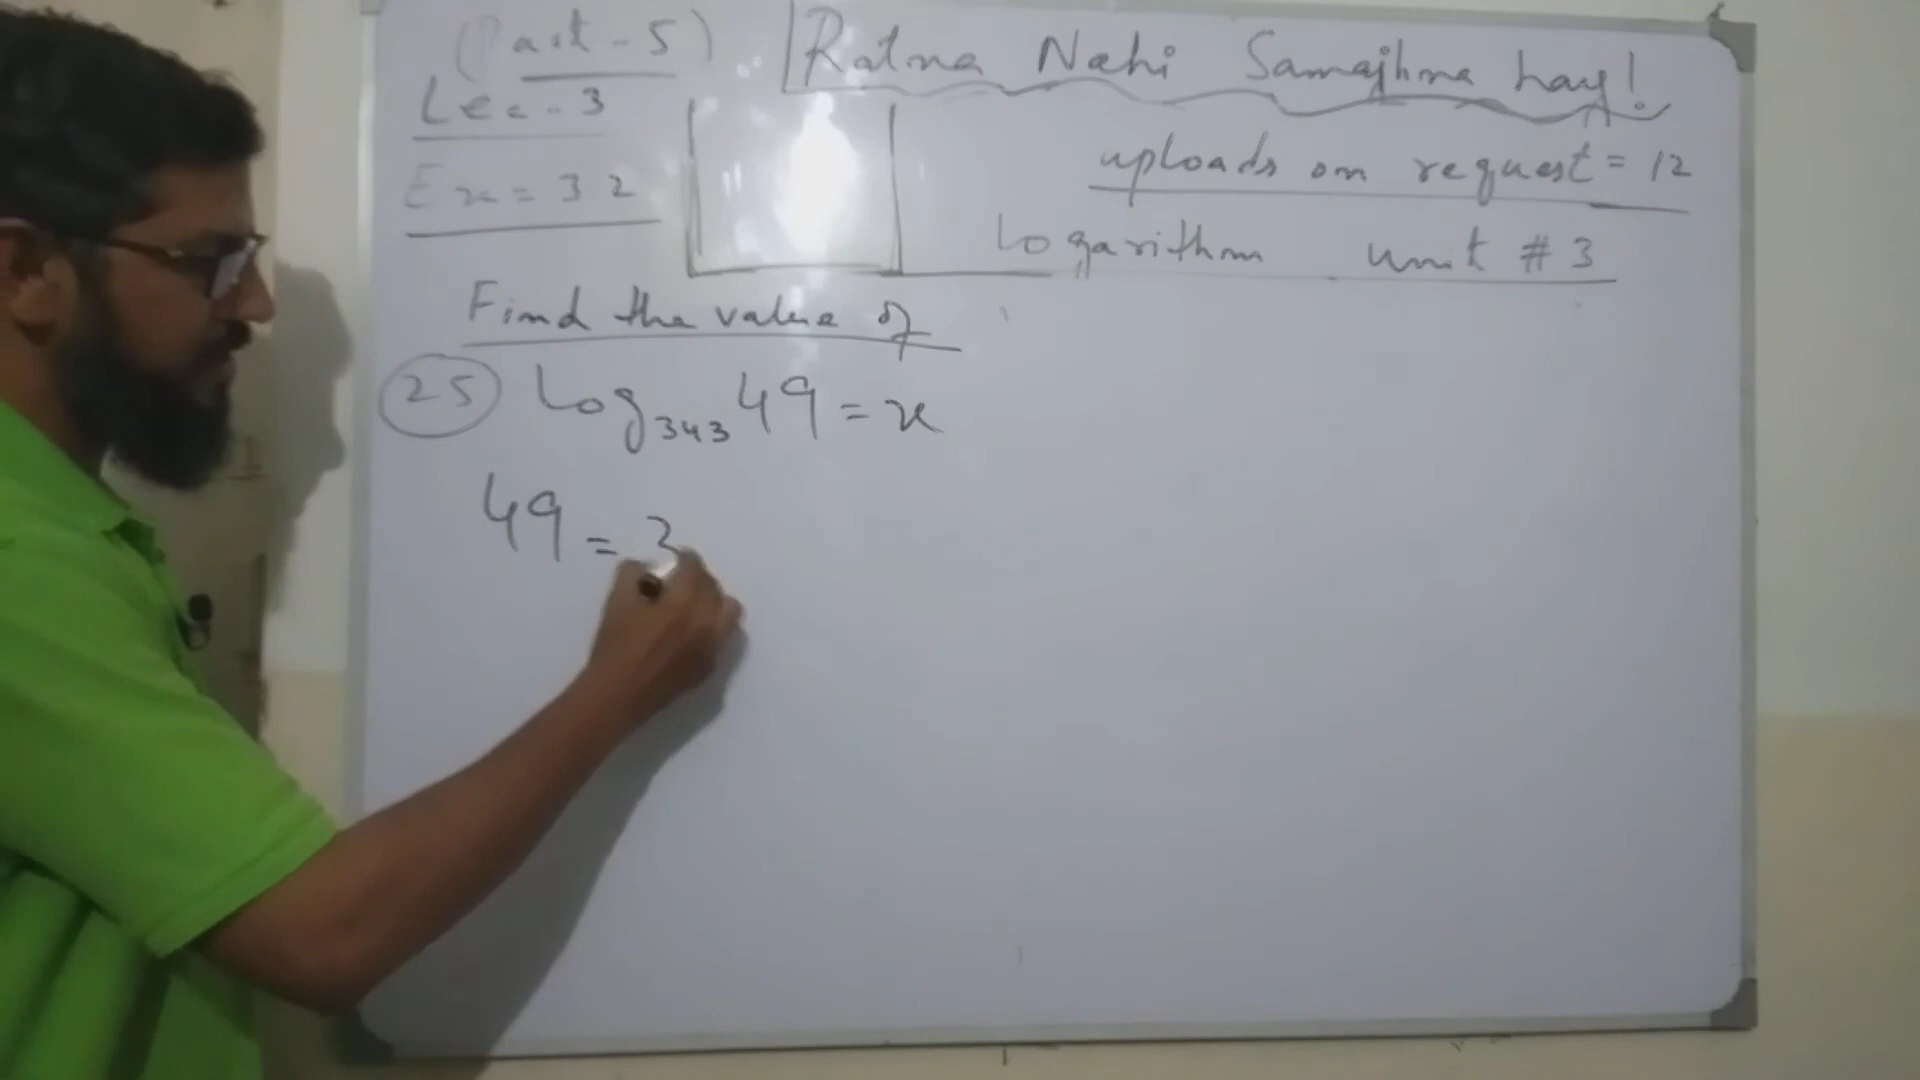 (Part - 5)
Ratna Nahi Samajhna hay!
Lec - 3
Ex = 3.2
uploads on request = 12
Logarithm unit # 3
Find the value of
25 Log₃₄₃ 49 = x
49 = 3